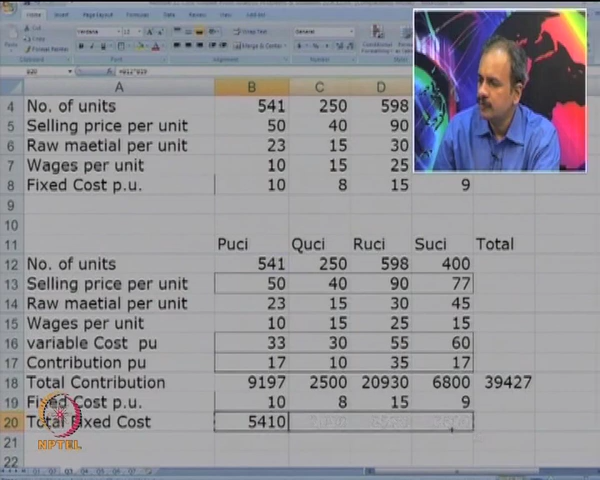 A B C D
4 No. of units 541 250 598
5 Selling price per unit 50 40 90
6 Raw maetial per unit 23 15 30
7 Wages per unit 10 15 25
8 Fixed Cost p.u. 10 8 15 9
9
10
11 Puci Quci Ruci Suci Total
12 No. of units 541 250 598 400
13 Selling price per unit 50 40 90 77
14 Raw maetial per unit 23 15 30 45
15 Wages per unit 10 15 25 15
16 variable Cost pu 33 30 55 60
17 Contribution pu 17 10 35 17
18 Total Contribution 9197 2500 20930 6800 39427
19 Fixed Cost p.u. 10 8 15 9
20 Total Fixed Cost 5410
21
22
NPTEL